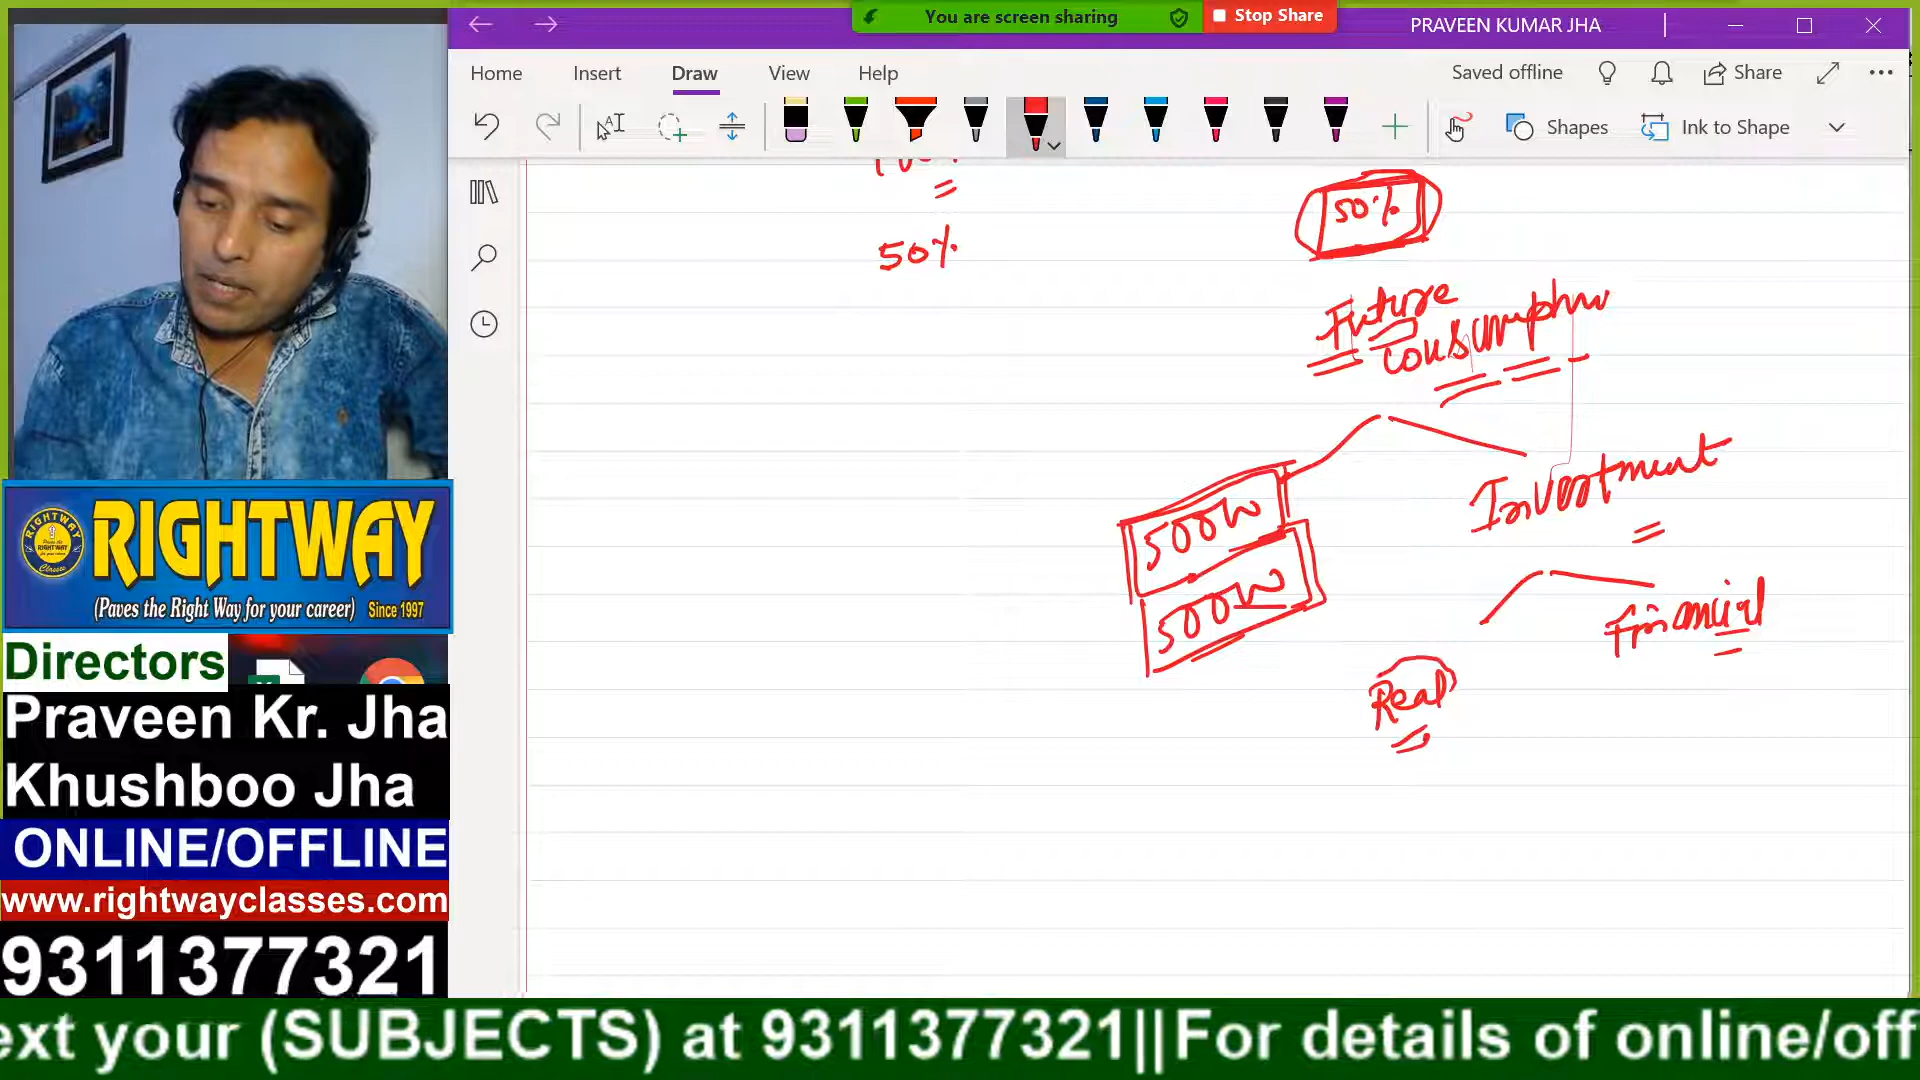 You are screen sharing
Stop Share
PRAVEEN KUMAR JHA
Home
Insert
Draw
View
Help
Saved offline
Share
Shapes
Ink to Shape
50%
50%
Future
consumption
500W
500W
Investment
financial
Real
RIGHTWAY
(Paves the Right Way for your career) Since 1997
Directors
Praveen Kr. Jha
Khushboo Jha
ONLINE/OFFLINE
www.rightwayclasses.com
9311377321
ext your (SUBJECTS) at 9311377321||For details of online/off